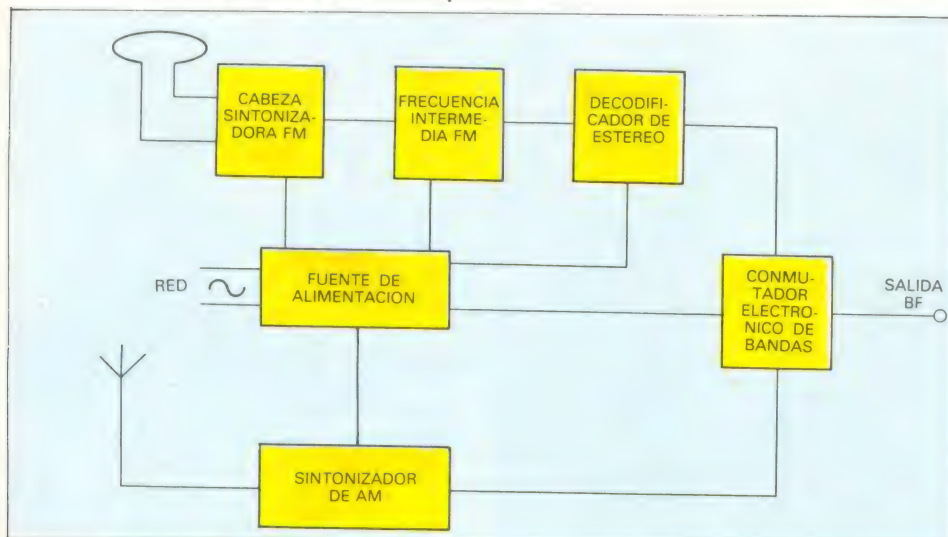 CABEZA
SINTONIZA-
DORA FM
FRECUENCIA
INTERME-
DIA FM
DECODIFI-
CADOR DE
ESTEREO
RED
FUENTE DE
ALIMENTACION
CONMU-
TADOR
ELECTRO-
NICO DE
BANDAS
SALIDA
BF
SINTONIZADOR
DE AM